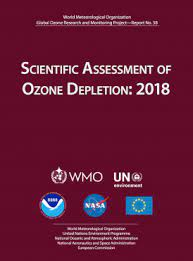 World Meteorological Organization
Global Ozone Research and Monitoring Project—Report No. 58
SCIENTIFIC ASSESSMENT OF
OZONE DEPLETION: 2018
WMO
UN
environment
NOAA
NASA
World Meteorological Organization
United Nations Environment Programme
National Oceanic and Atmospheric Administration
National Aeronautics and Space Administration
European Commission